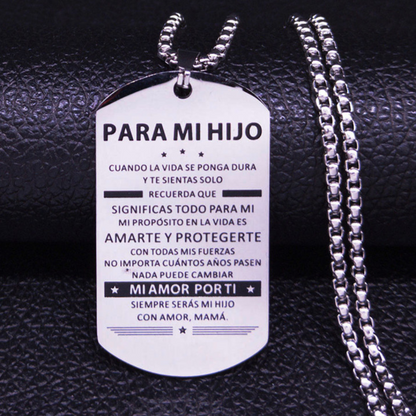 PARA MI HIJO
CUANDO LA VIDA SE PONGA DURA
Y TE SIENTAS SOLO
RECUERDA QUE
SIGNIFICAS TODO PARA MI
MI PROPÓSITO EN LA VIDA ES
AMARTE Y PROTEGERTE
CON TODAS MIS FUERZAS
NO IMPORTA CUÁNTOS AÑOS PASEN
NADA PUEDE CAMBIAR
MI AMOR POR TI
SIEMPRE SERÁS MI HIJO
CON AMOR, MAMÁ.